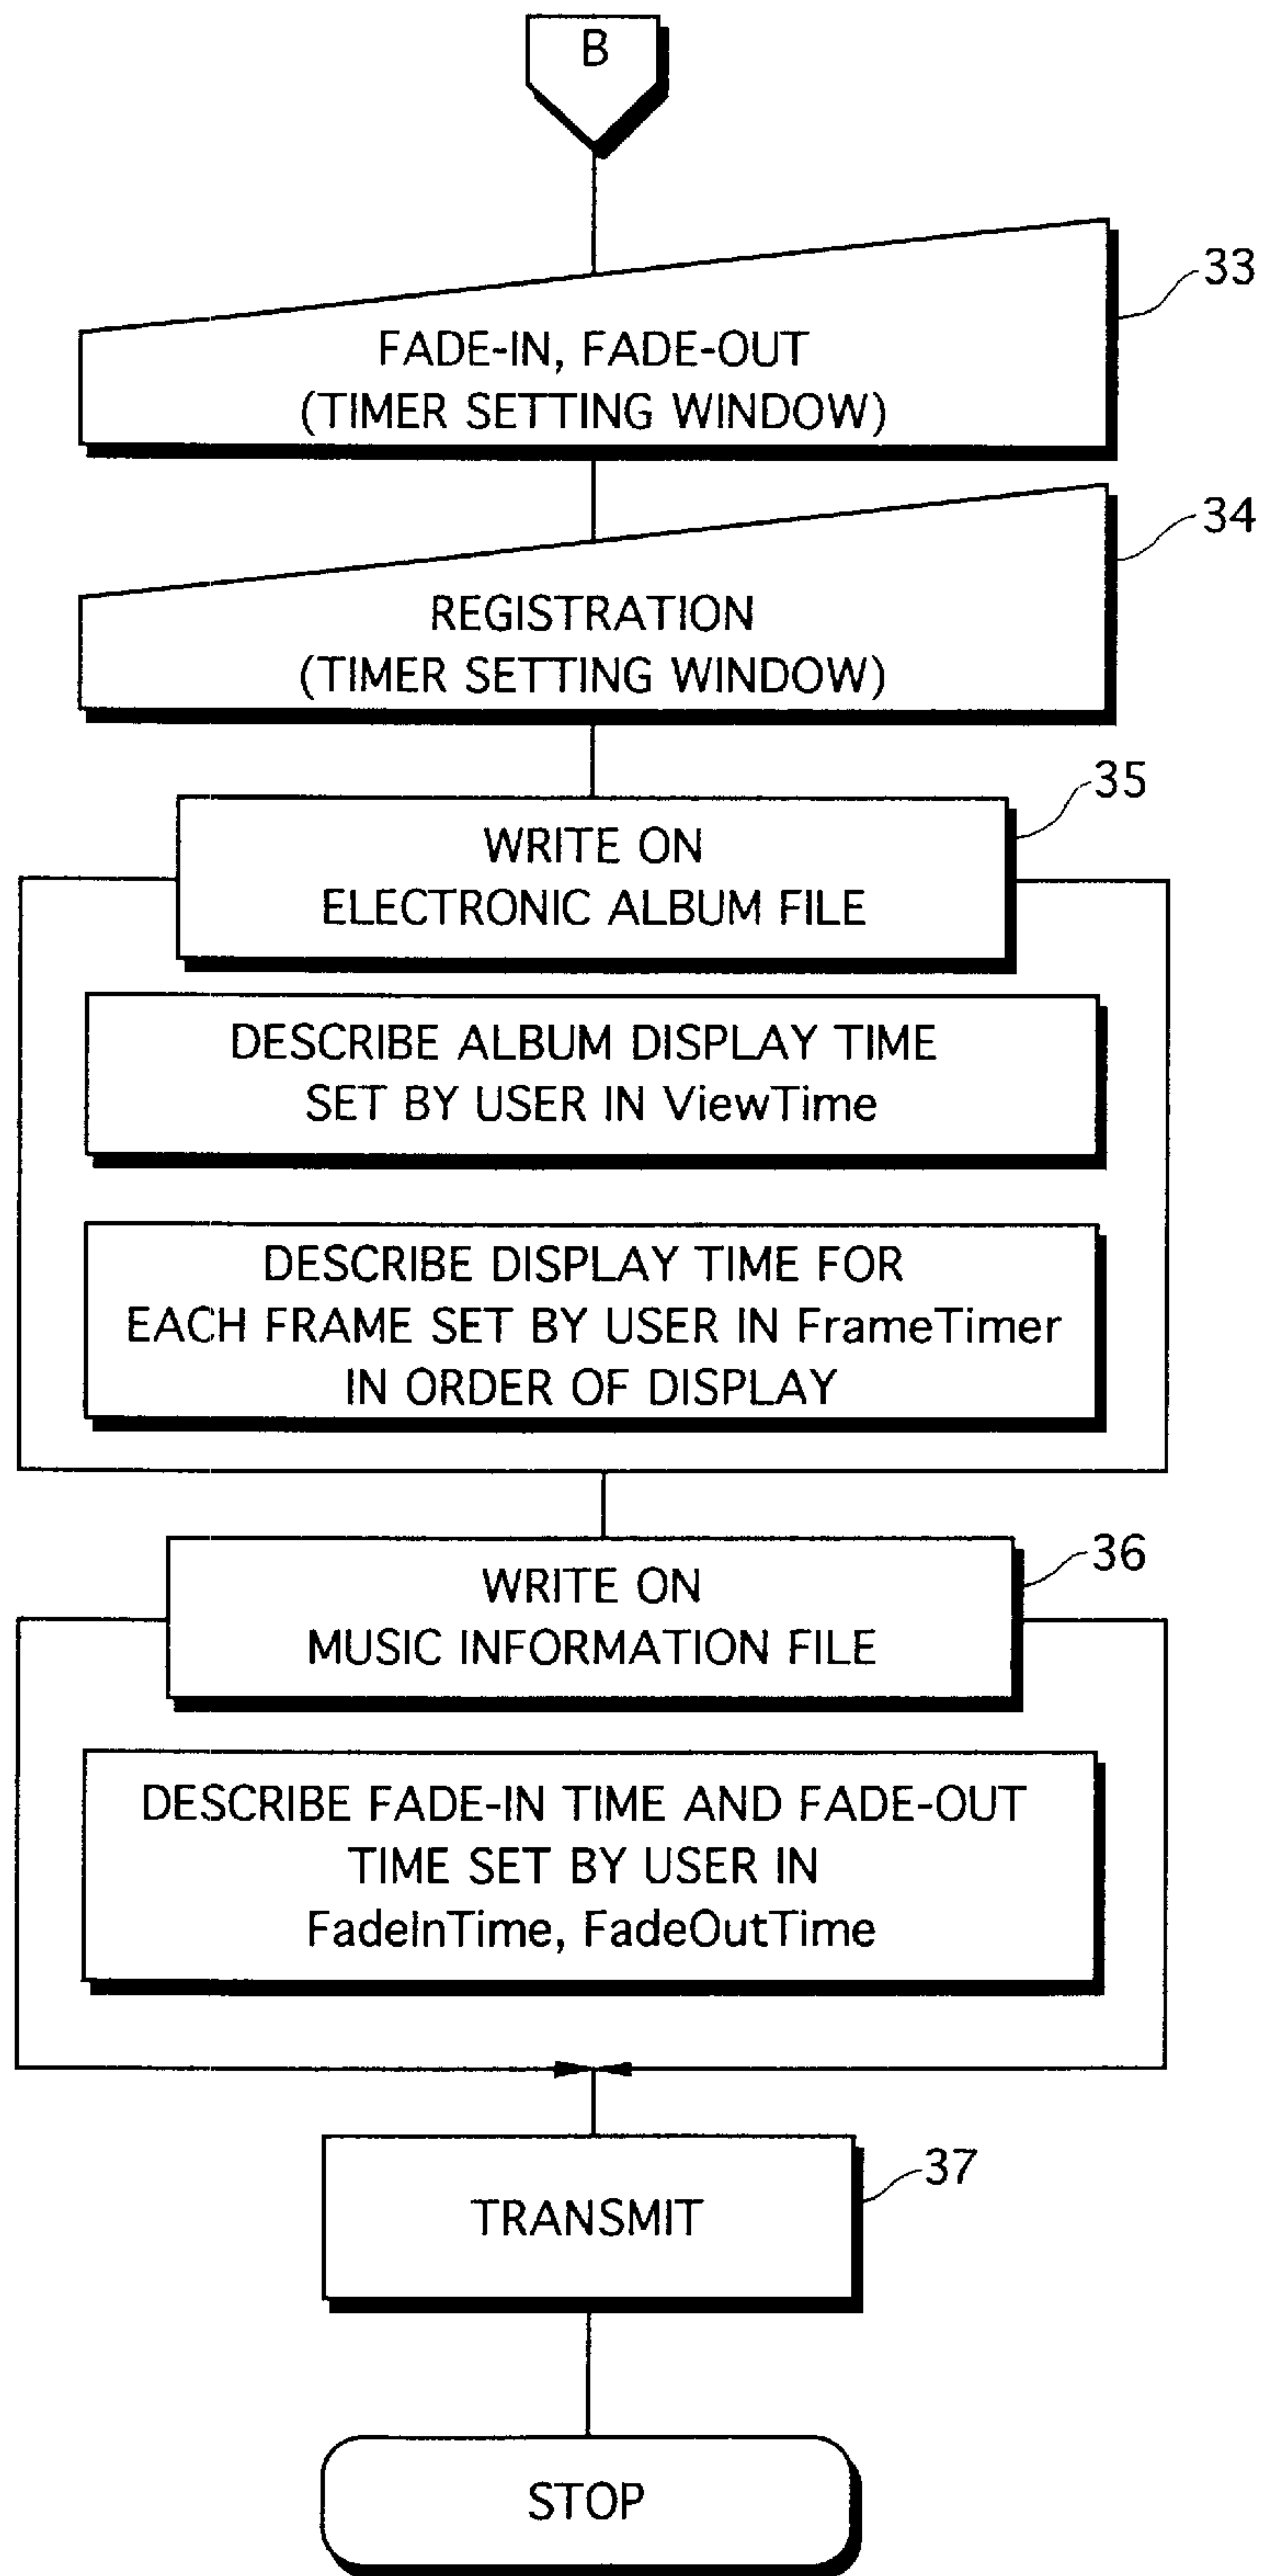 B
FADE-IN, FADE-OUT
(TIMER SETTING WINDOW)
33
REGISTRATION
(TIMER SETTING WINDOW)
34
WRITE ON
ELECTRONIC ALBUM FILE
35
DESCRIBE ALBUM DISPLAY TIME
SET BY USER IN ViewTime
DESCRIBE DISPLAY TIME FOR
EACH FRAME SET BY USER IN FrameTimer
IN ORDER OF DISPLAY
WRITE ON
MUSIC INFORMATION FILE
36
DESCRIBE FADE-IN TIME AND FADE-OUT
TIME SET BY USER IN
FadeInTime, FadeOutTime
TRANSMIT
37
STOP